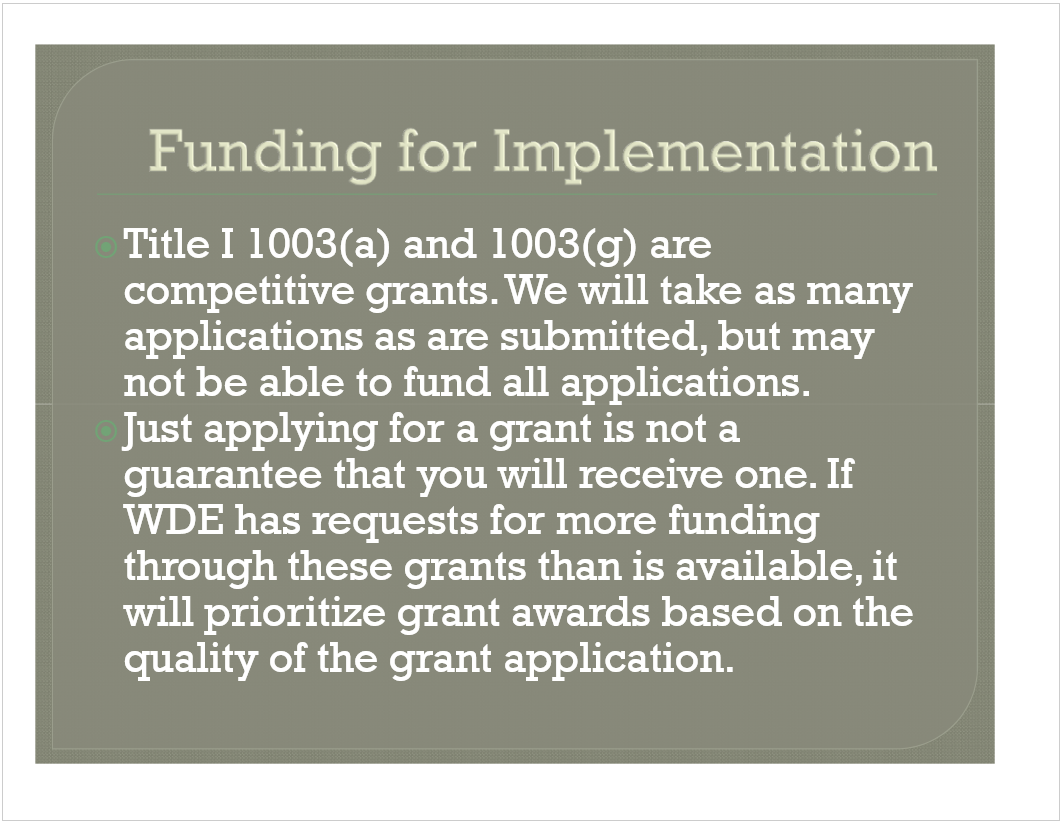 Funding for Implementation
Title I 1003(a) and 1003(g) are
competitive grants. We will take as many
applications as are submitted, but may
not be able to fund all applications.
Just applying for a grant is not a
guarantee that you will receive one. If
WDE has requests for more funding
through these grants than is available, it
will prioritize grant awards based on the
quality of the grant application.